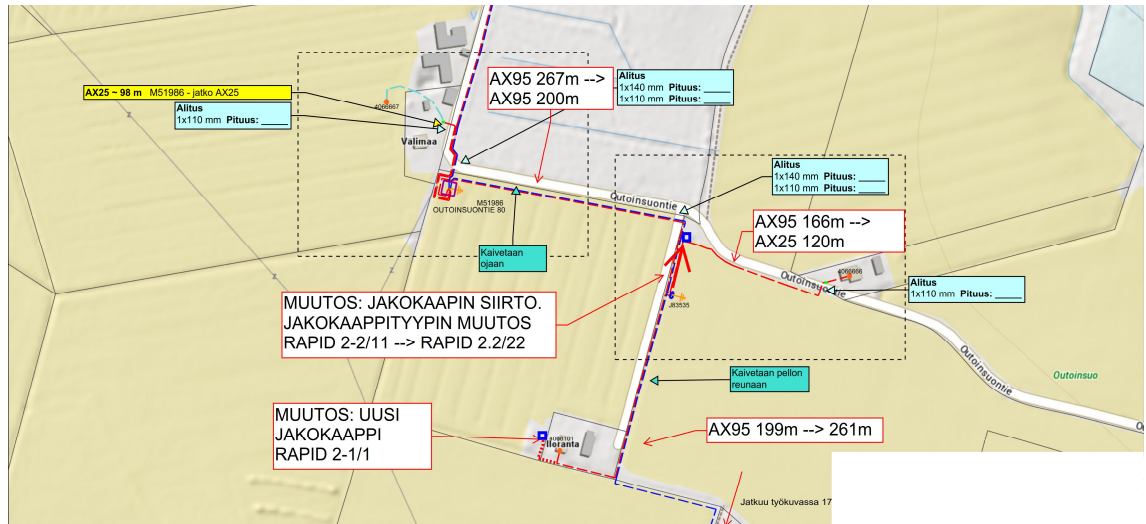 AX25 ~ 98 m M51986 - jatko AX25
Alitus
1x110 mm Pituus: _____
4066667
Valimaa
AX95 267m -->
AX95 200m
Alitus
1x140 mm Pituus: _____
1x110 mm Pituus: _____
M51986
OUTOINSUONTIE 80
Kaivetaan
ojaan
Outoinsuontie
Alitus
1x140 mm Pituus: _____
1x110 mm Pituus: _____
AX95 166m -->
AX25 120m
4066666
Outoinsuontie
Alitus
1x110 mm Pituus: _____
MUUTOS: JAKOKAAPIN SIIRTO.
JAKOKAAPPITYYPIN MUUTOS
RAPID 2-2/11 --> RAPID 2.2/22
J83535
Kaivetaan pellon
reunaan
Outoinsuontie
Outoinsuo
MUUTOS: UUSI
JAKOKAAPPI
RAPID 2-1/1
Iloranta
AX95 199m --> 261m
Jatkuu työkuvassa 17
z
z
z
z